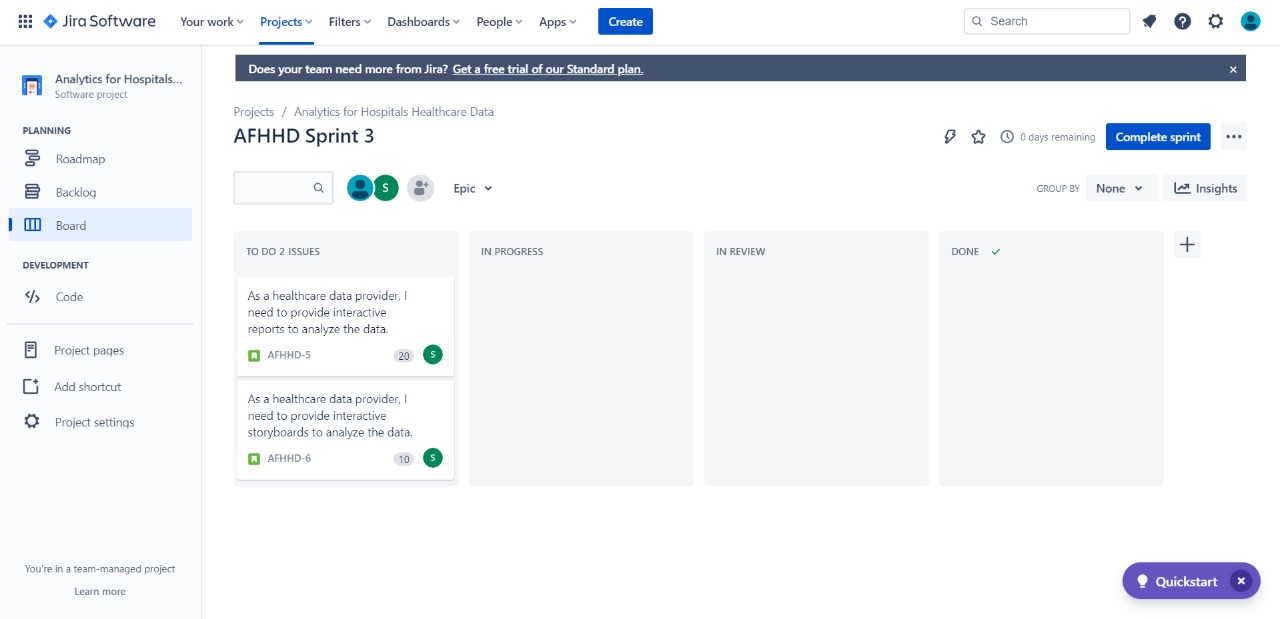 Jira Software
Your work
Projects
Filters
Dashboards
People
Apps
Create
Search
Analytics for Hospitals...
Software project
PLANNING
Roadmap
Backlog
Board
DEVELOPMENT
Code
Project pages
Add shortcut
Project settings
You're in a team-managed project
Learn more
Does your team need more from Jira? Get a free trial of our Standard plan.
Projects / Analytics for Hospitals Healthcare Data
AFHHD Sprint 3
0 days remaining
Complete sprint
S
Epic
GROUP BY
None
Insights
TO DO 2 ISSUES
As a healthcare data provider, I
need to provide interactive
reports to analyze the data.
AFHHD-5
20
S
As a healthcare data provider, I
need to provide interactive
storyboards to analyze the data.
AFHHD-6
10
S
IN PROGRESS
IN REVIEW
DONE
Quickstart